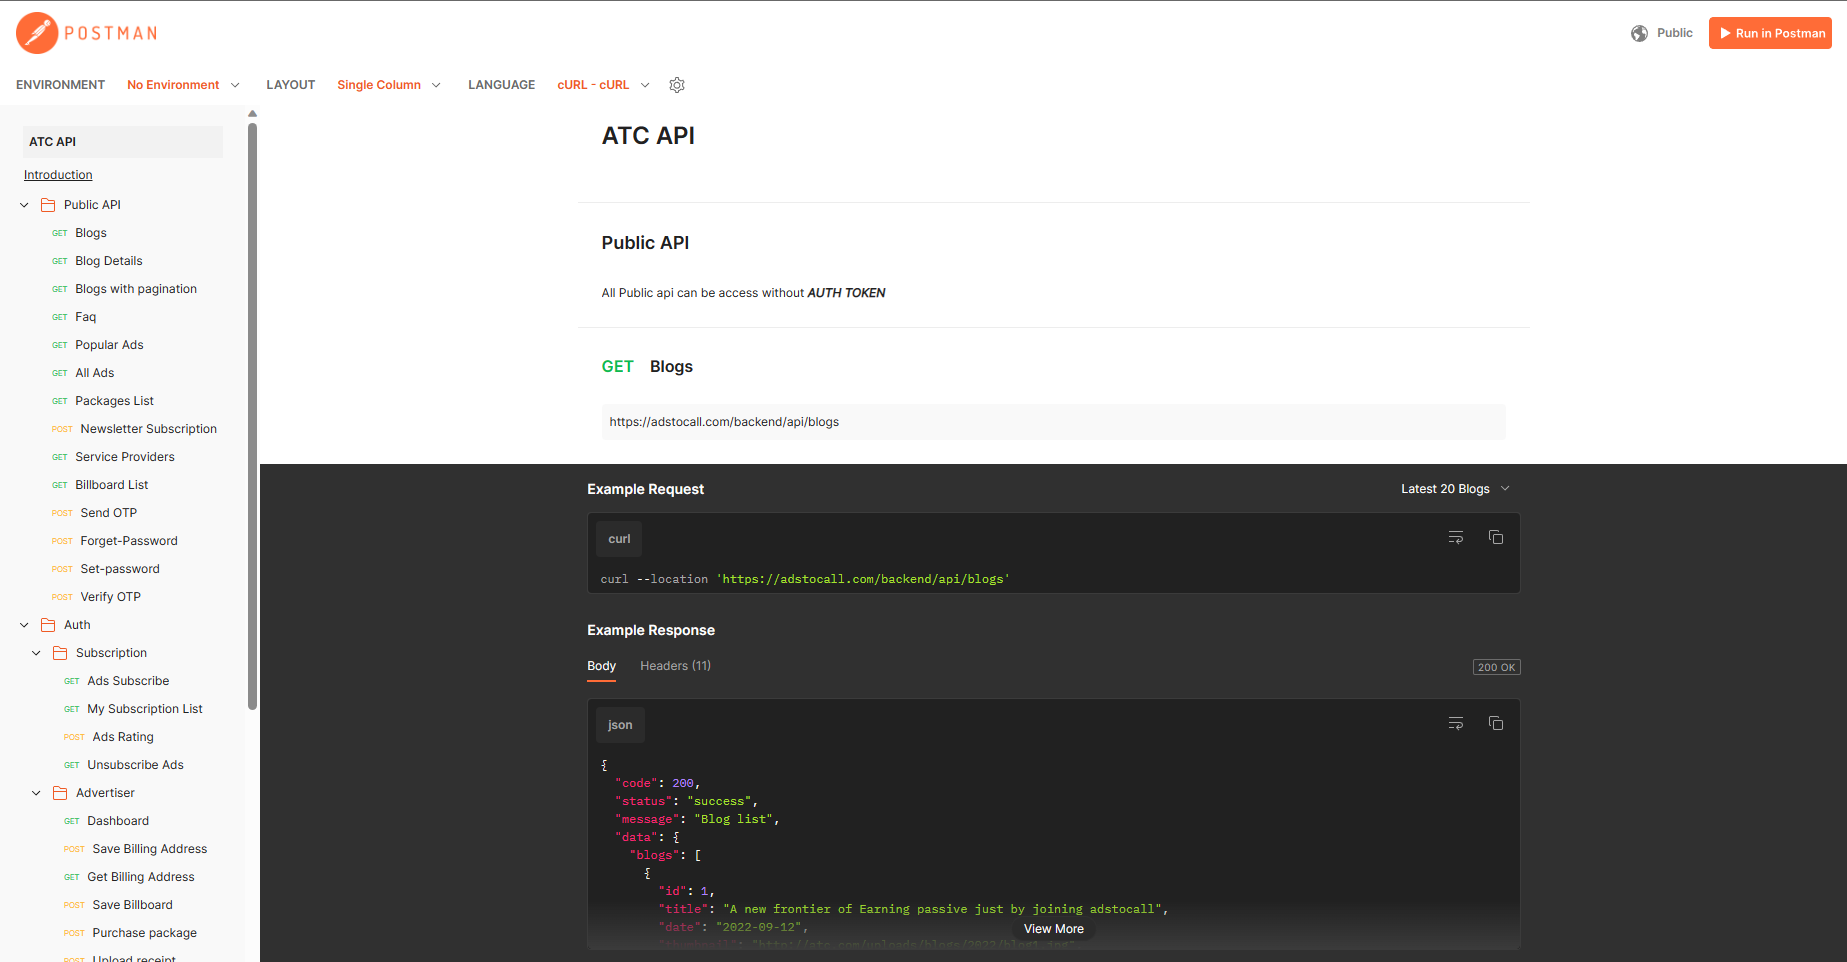 POSTMAN
Public
Run in Postman
ENVIRONMENT No Environment LAYOUT Single Column LANGUAGE cURL - cURL
ATC API
Introduction
Public API
GET Blogs
GET Blog Details
GET Blogs with pagination
GET Faq
GET Popular Ads
GET All Ads
GET Packages List
POST Newsletter Subscription
GET Service Providers
GET Billboard List
POST Send OTP
POST Forget-Password
POST Set-password
POST Verify OTP
Auth
Subscription
GET Ads Subscribe
GET My Subscription List
POST Ads Rating
GET Unsubscribe Ads
Advertiser
GET Dashboard
POST Save Billing Address
GET Get Billing Address
POST Save Billboard
POST Purchase package
POST Upload receipt
ATC API
Public API
All Public api can be access without AUTH TOKEN
GET Blogs
https://adstocall.com/backend/api/blogs
Example Request
Latest 20 Blogs
curl
curl --location 'https://adstocall.com/backend/api/blogs'
Example Response
Body Headers (11)
200 OK
json
{
"code": 200,
"status": "success",
"message": "Blog list",
"data": {
"blogs": [
{
"id": 1,
"title": "A new frontier of Earning passive just by joining adstocall",
"date": "2022-09-12",
View More